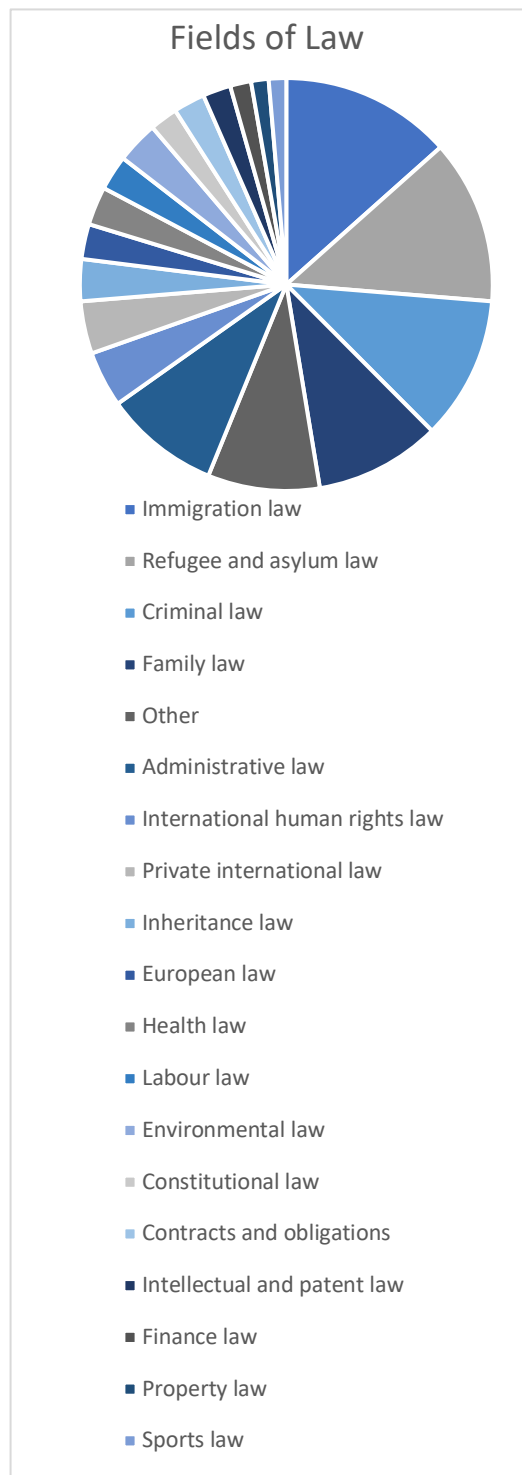 Fields of Law
Immigration law
Refugee and asylum law
Criminal law
Family law
Other
Administrative law
International human rights law
Private international law
Inheritance law
European law
Health law
Labour law
Environmental law
Constitutional law
Contracts and obligations
Intellectual and patent law
Finance law
Property law
Sports law